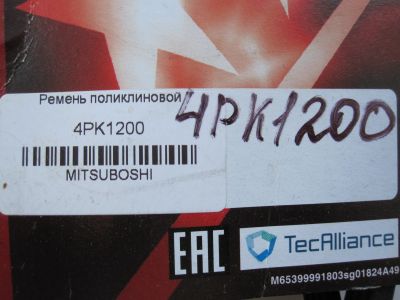 Ремень поликлиновой
4PK1200
4PK1200
MITSUBOSHI
EAC
TecAlliance
M65399991803sg01824A49